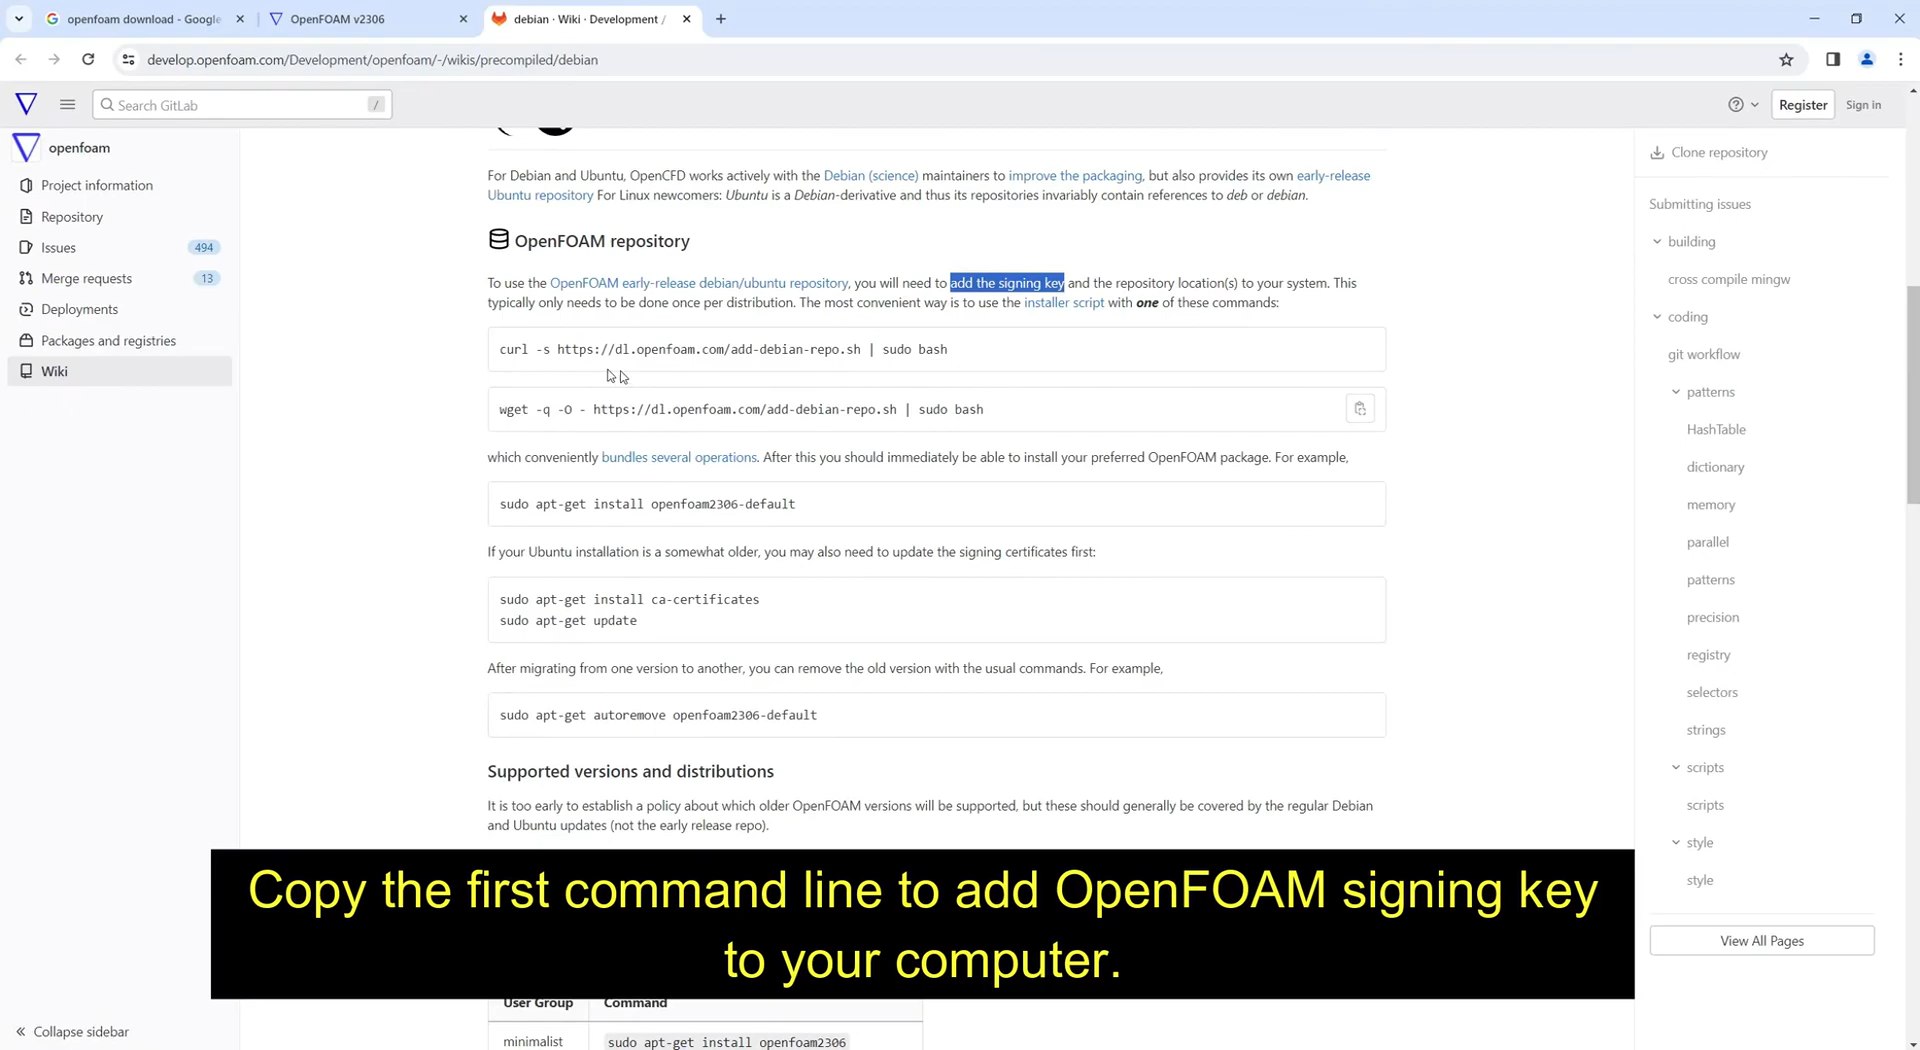 openfoam download - Google
OpenFOAM v2306
debian · Wiki · Development /
develop.openfoam.com/Development/openfoam/-/wikis/precompiled/debian
Search GitLab
/
Register
Sign in
openfoam
Project information
Repository
Issues
494
Merge requests
13
Deployments
Packages and registries
Wiki
Collapse sidebar
For Debian and Ubuntu, OpenCFD works actively with the Debian (science) maintainers to improve the packaging, but also provides its own early-release
Ubuntu repository For Linux newcomers: Ubuntu is a Debian-derivative and thus its repositories invariably contain references to deb or debian.
OpenFOAM repository
To use the OpenFOAM early-release debian/ubuntu repository, you will need to add the signing key and the repository location(s) to your system. This
typically only needs to be done once per distribution. The most convenient way is to use the installer script with one of these commands:
curl -s https://dl.openfoam.com/add-debian-repo.sh | sudo bash
wget -q -O - https://dl.openfoam.com/add-debian-repo.sh | sudo bash
which conveniently bundles several operations. After this you should immediately be able to install your preferred OpenFOAM package. For example,
sudo apt-get install openfoam2306-default
If your Ubuntu installation is a somewhat older, you may also need to update the signing certificates first:
sudo apt-get install ca-certificates
sudo apt-get update
After migrating from one version to another, you can remove the old version with the usual commands. For example,
sudo apt-get autoremove openfoam2306-default
Supported versions and distributions
It is too early to establish a policy about which older OpenFOAM versions will be supported, but these should generally be covered by the regular Debian
and Ubuntu updates (not the early release repo).
Copy the first command line to add OpenFOAM signing key
to your computer.
User Group
Command
minimalist
sudo apt-get install openfoam2306
Clone repository
Submitting issues
building
cross compile mingw
coding
git workflow
patterns
HashTable
dictionary
memory
parallel
patterns
precision
registry
selectors
strings
scripts
scripts
style
style
View All Pages